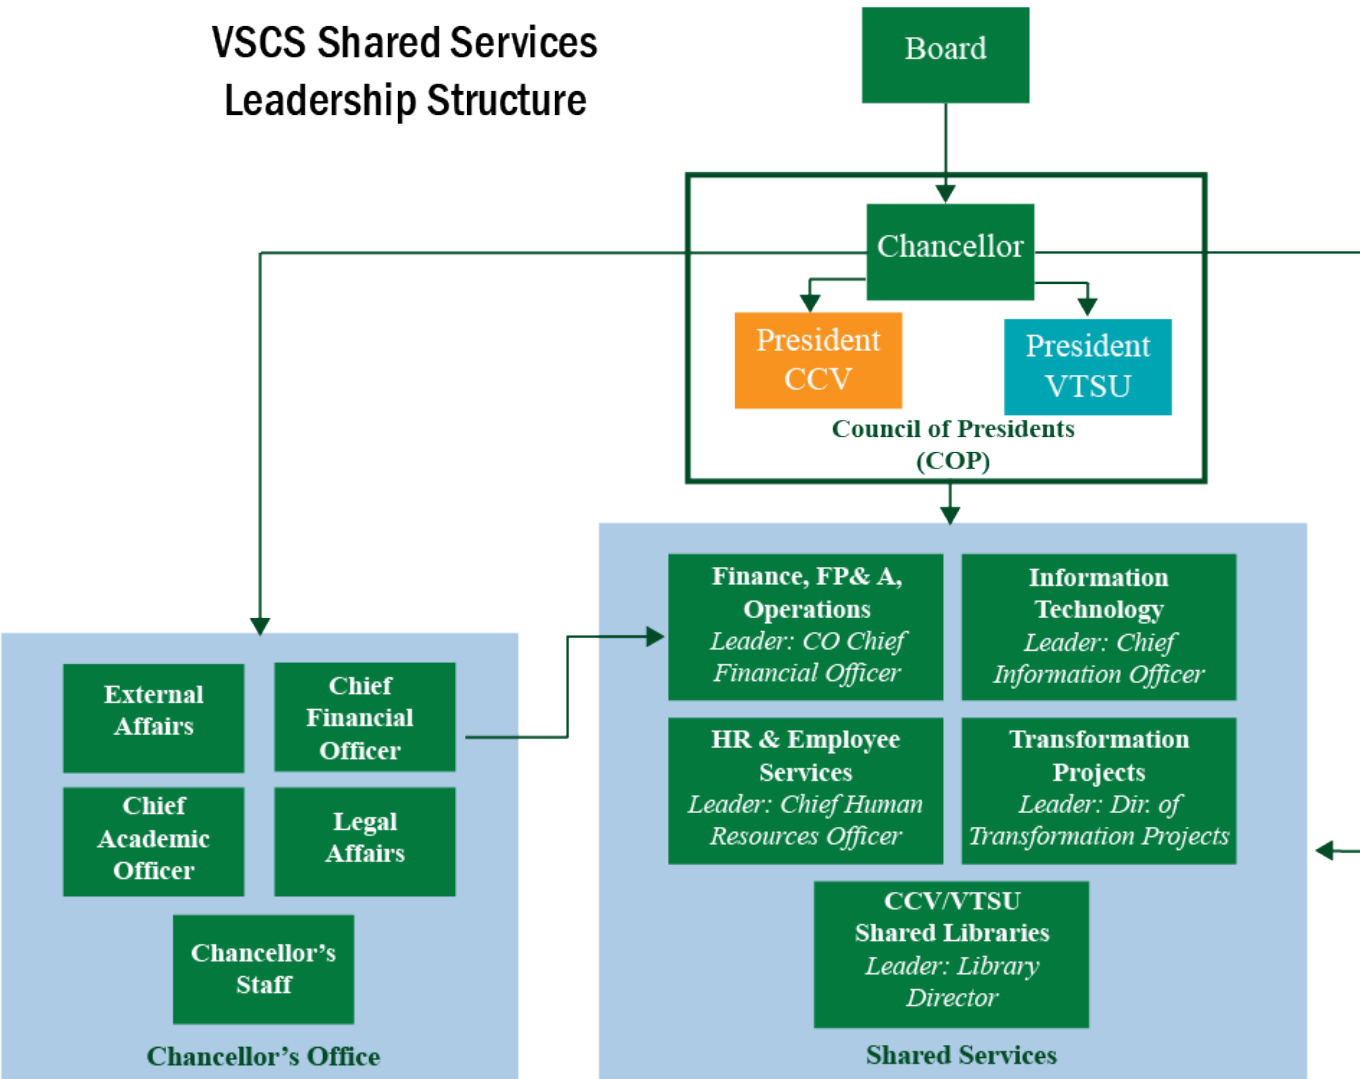 VSCS Shared Services
Leadership Structure
Board
Chancellor
President
CCV
President
VTSU
Council of Presidents
(COP)
External
Affairs
Chief
Financial
Officer
Chief
Academic
Officer
Legal
Affairs
Chancellor’s
Staff
Chancellor’s Office
Finance, FP& A,
Operations
Leader: CO Chief
Financial Officer
Information
Technology
Leader: Chief
Information Officer
HR & Employee
Services
Leader: Chief Human
Resources Officer
Transformation
Projects
Leader: Dir. of
Transformation Projects
CCV/VTSU
Shared Libraries
Leader: Library
Director
Shared Services